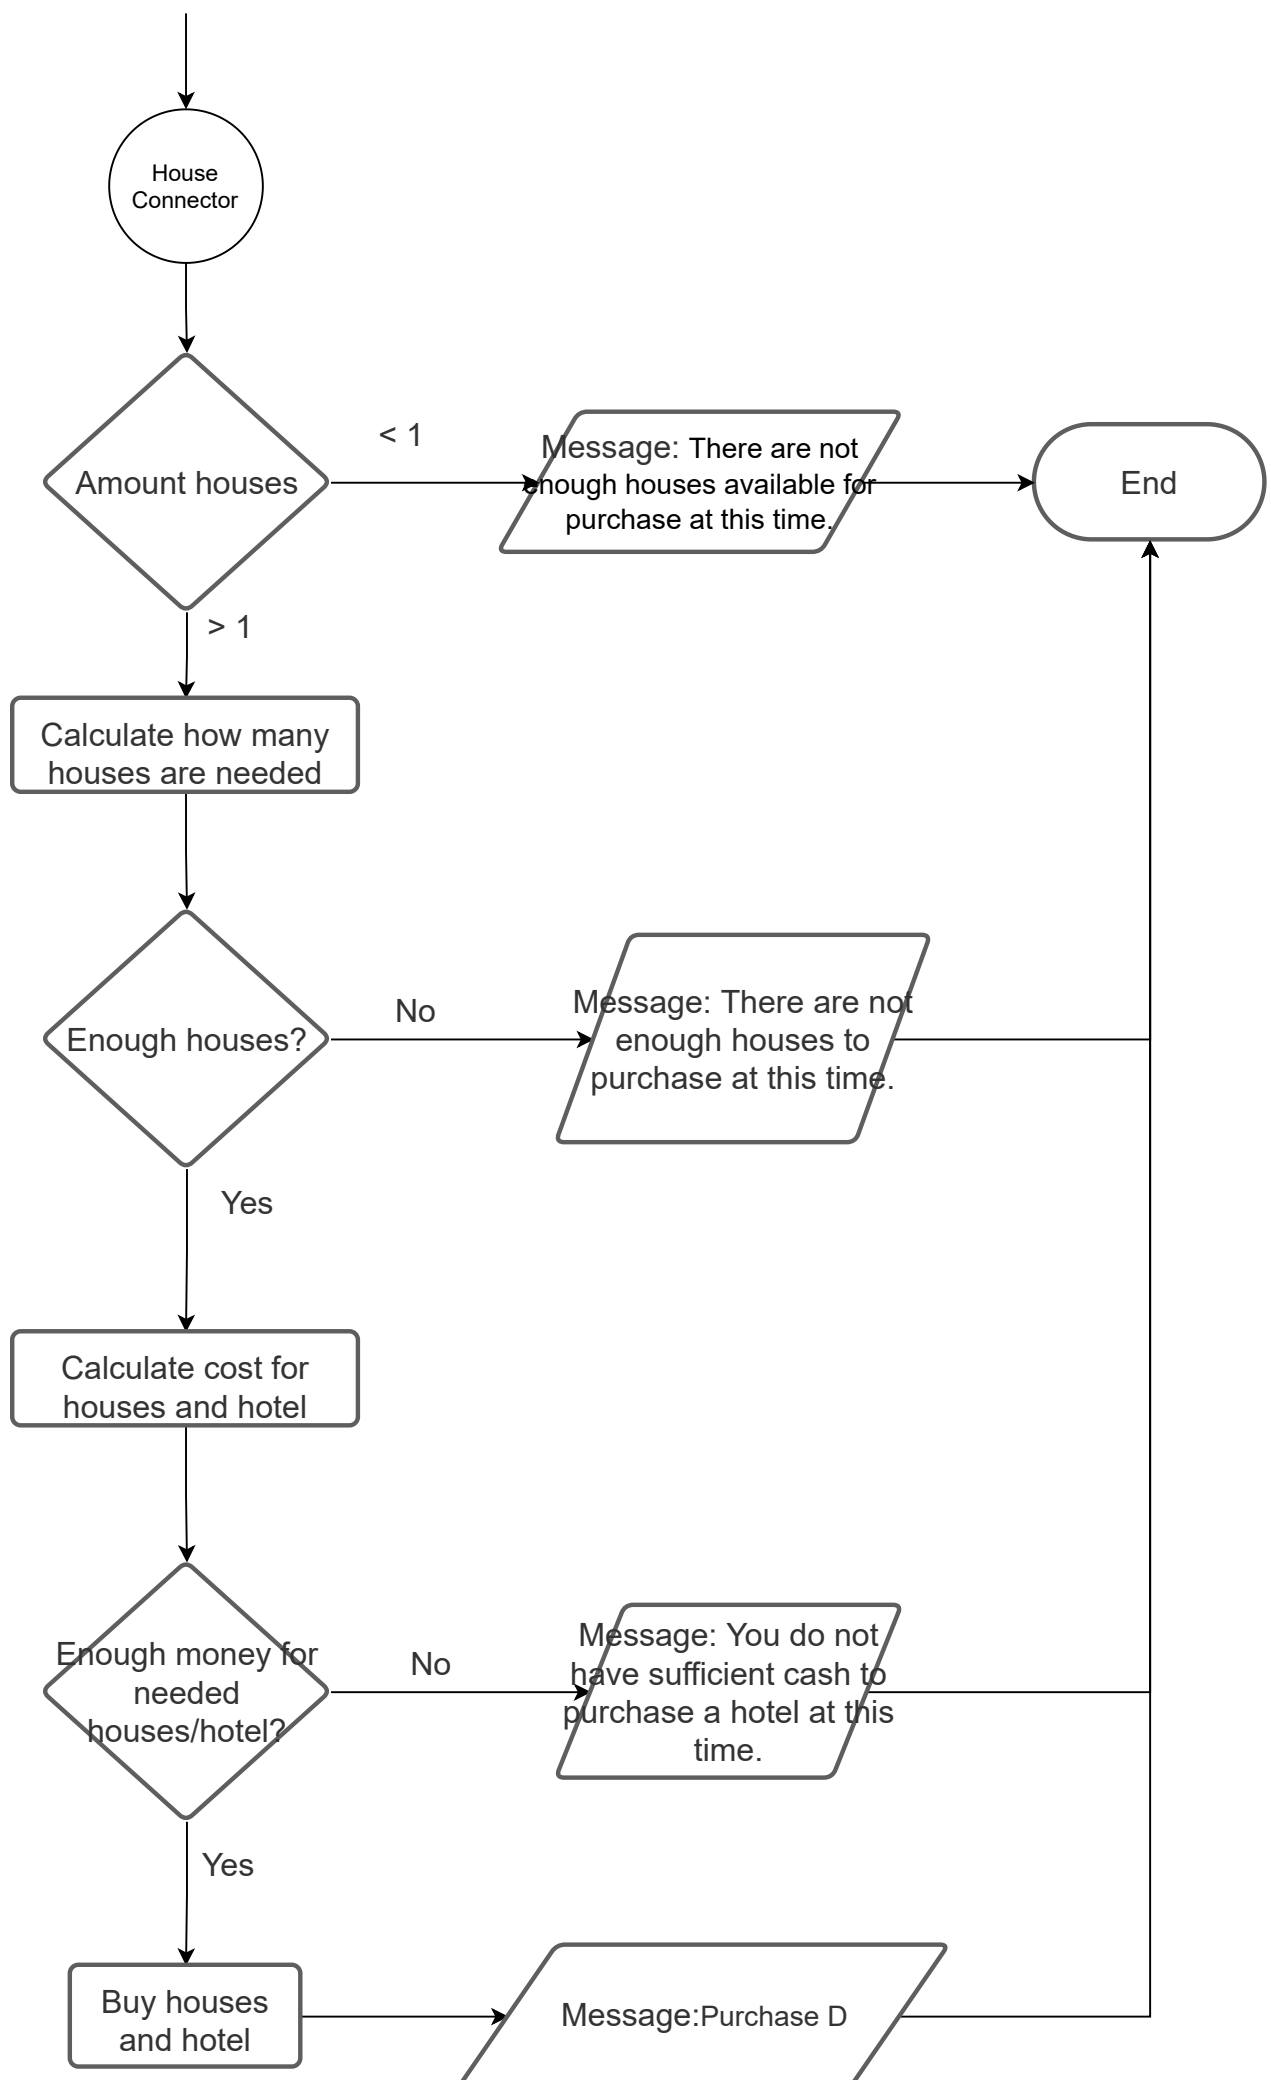 House
Connector
< 1
Message: There are not
enough houses available for
purchase at this time.
Amount houses
End
> 1
Calculate how many
houses are needed
No
Message: There are not
enough houses to
purchase at this time.
Enough houses?
Yes
Calculate cost for
houses and hotel
Enough money for
needed
houses/hotel?
No
Message: You do not
have sufficient cash to
purchase a hotel at this
time.
Yes
Buy houses
and hotel
Message:Purchase D